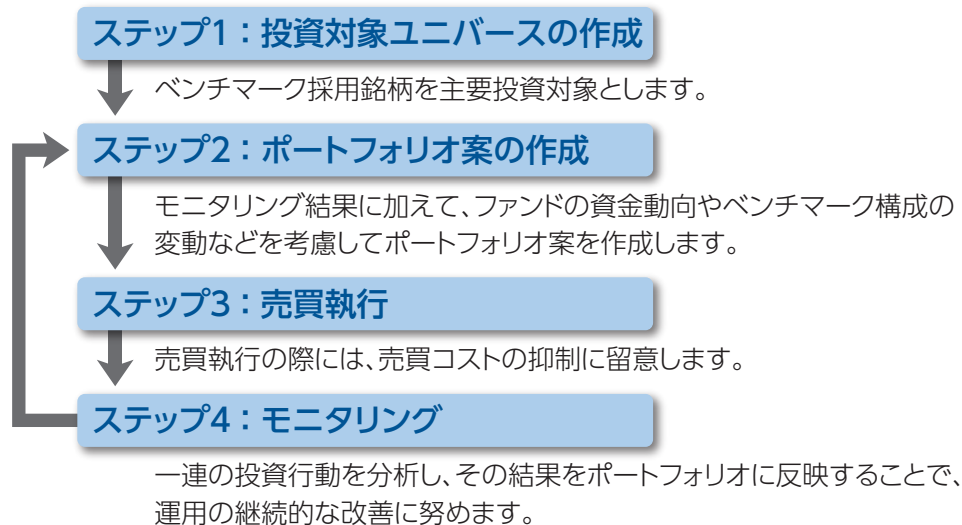 ステップ1：投資対象ユニバースの作成
ベンチマーク採用銘柄を主要投資対象とします。
ステップ2：ポートフォリオ案の作成
モニタリング結果に加えて、ファンドの資金動向やベンチマーク構成の
変動などを考慮してポートフォリオ案を作成します。
ステップ3：売買執行
売買執行の際には、売買コストの抑制に留意します。
ステップ4：モニタリング
一連の投資行動を分析し、その結果をポートフォリオに反映することで、
運用の継続的な改善に努めます。